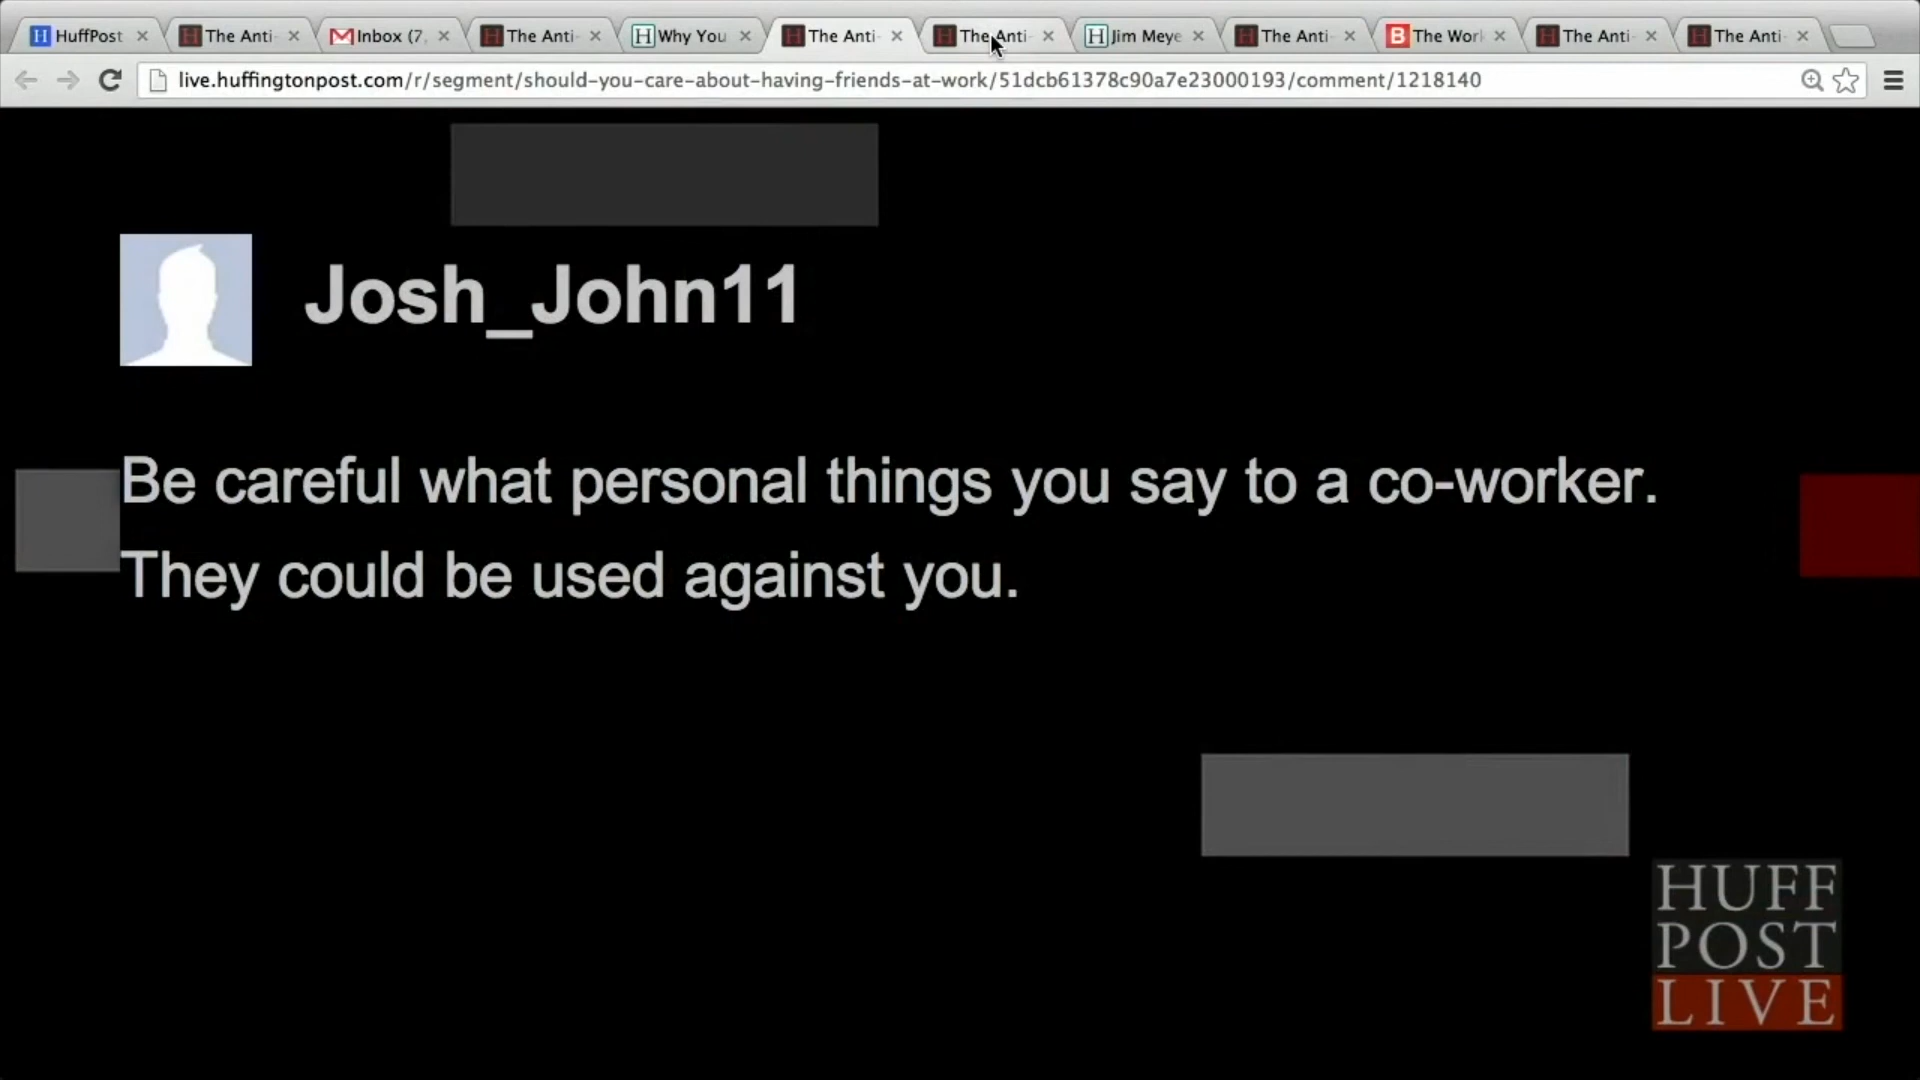 HuffPost
The Anti-
Inbox (7,
The Anti-
Why You
The Anti-
The Anti-
Jim Meye
The Anti-
The Worl
The Anti-
The Anti-
live.huffingtonpost.com/r/segment/should-you-care-about-having-friends-at-work/51dcb61378c90a7e23000193/comment/1218140
Josh_John11
Be careful what personal things you say to a co-worker.
They could be used against you.
HUFF
POST
LIVE